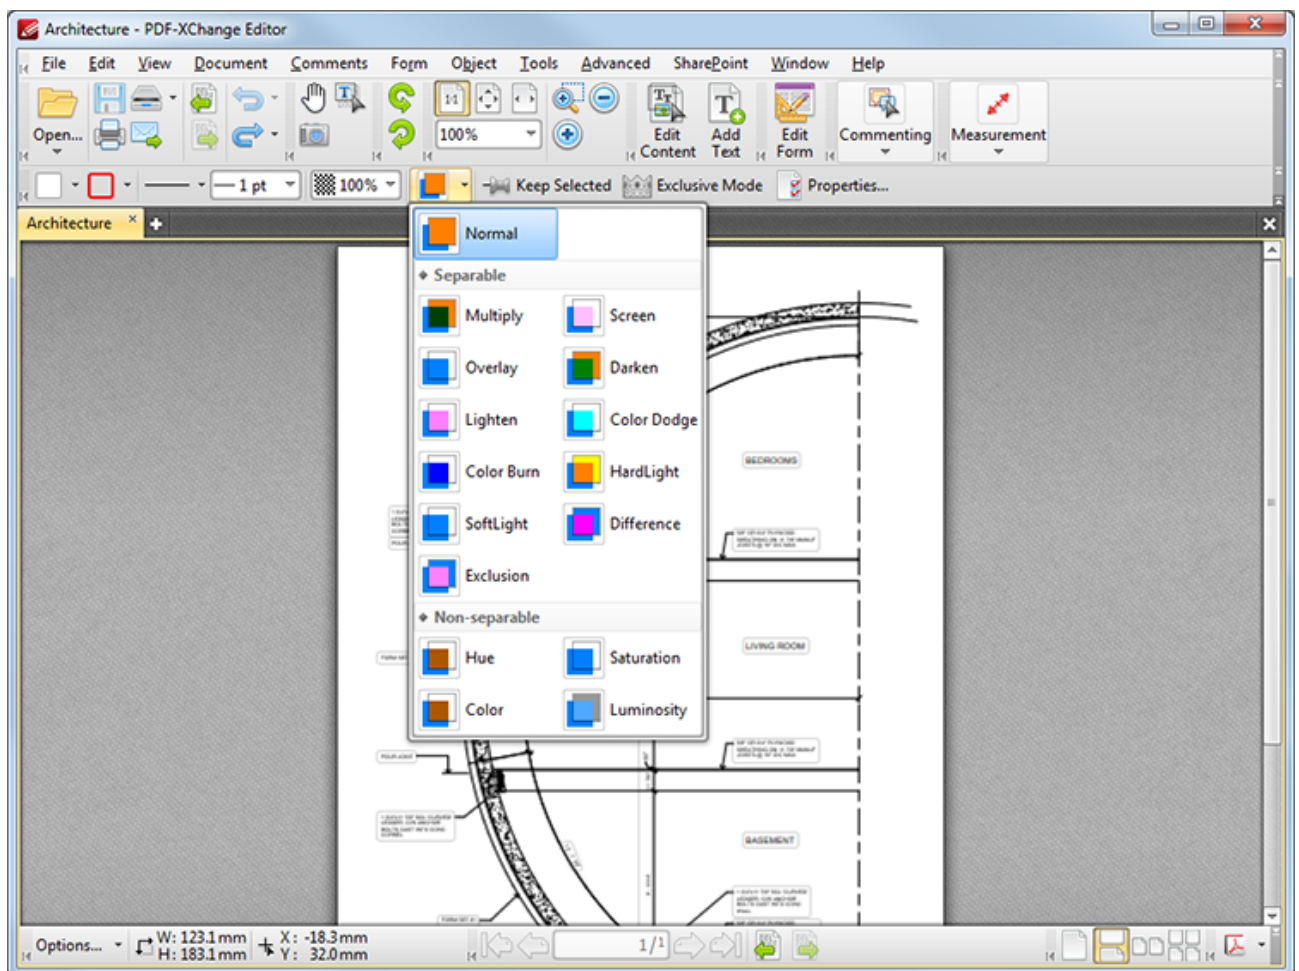 Architecture - PDF-XChange Editor
File Edit View Document Comments Form Object Tools Advanced SharePoint Window Help
Open...
1:1
100%
Edit Content
Add Text
Edit Form
Commenting
Measurement
1 pt
100%
Keep Selected
Exclusive Mode
Properties...
Architecture
Normal
Separable
Multiply Screen
Overlay Darken
Lighten Color Dodge
Color Burn HardLight
SoftLight Difference
Exclusion
Non-separable
Hue Saturation
Color Luminosity
BEDROOMS
LIVING ROOM
BASEMENT
Options...
W: 123.1 mm
H: 183.1 mm
X: -18.3 mm
Y: 32.0 mm
1/1